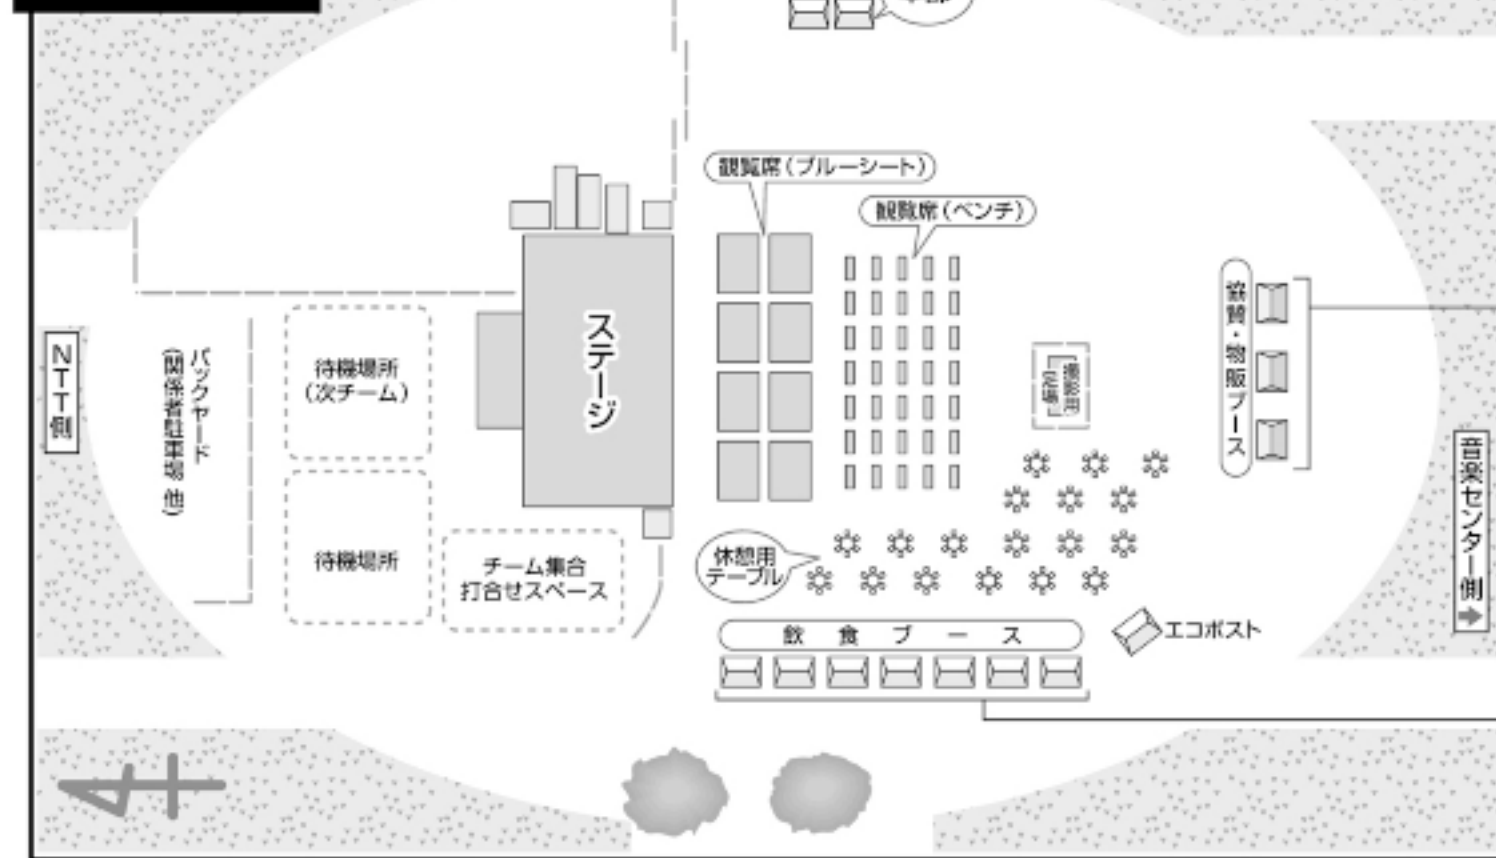 観覧席(ブルーシート)
観覧席(ベンチ)
ステージ
待機場所
(次チーム)
待機場所
チーム集合
打合せスペース
バックヤード
(関係者駐車場 他)
NTT側
協賛・物販ブース
音楽センター側➡
休憩用
テーブル
飲食ブース
エコポスト